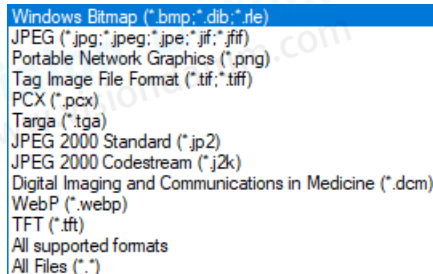 Windows Bitmap (*.bmp;*.dib;*.rle)
JPEG (*.jpg;*.jpeg;*.jpe;*.jif;*.jfif)
Portable Network Graphics (*.png)
Tag Image File Format (*.tif;*.tiff)
PCX (*.pcx)
Targa (*.tga)
JPEG 2000 Standard (*.jp2)
JPEG 2000 Codestream (*.j2k)
Digital Imaging and Communications in Medicine (*.dcm)
WebP (*.webp)
TFT (*.tft)
All supported formats
All Files (*.*)